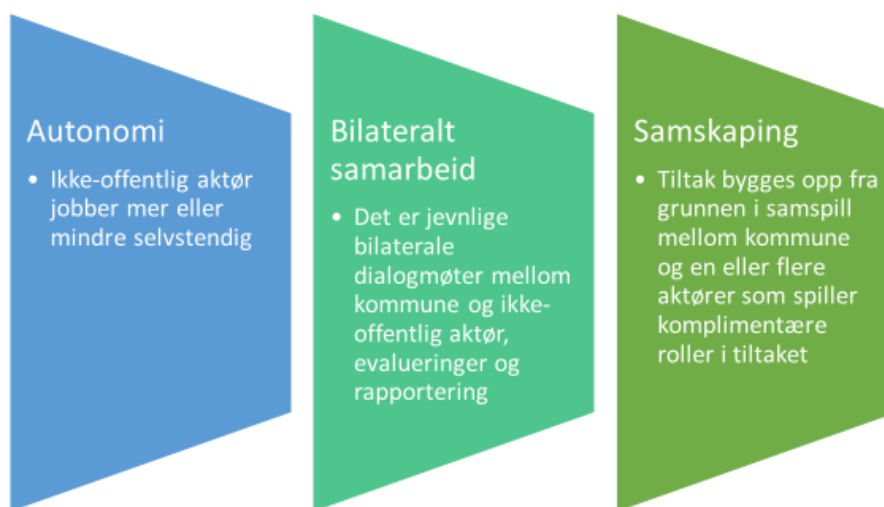 Autonomi
• Ikke-offentlig aktør
jobber mer eller
mindre selvstendig
Bilateralt
samarbeid
• Det er jevnlige
bilaterale
dialogmøter mellom
kommune og ikke-
offentlig aktør,
evalueringer og
rapportering
Samskaping
• Tiltak bygges opp fra
grunnen i samspill
mellom kommune
og en eller flere
aktører som spiller
komplimentære
roller i tiltaket